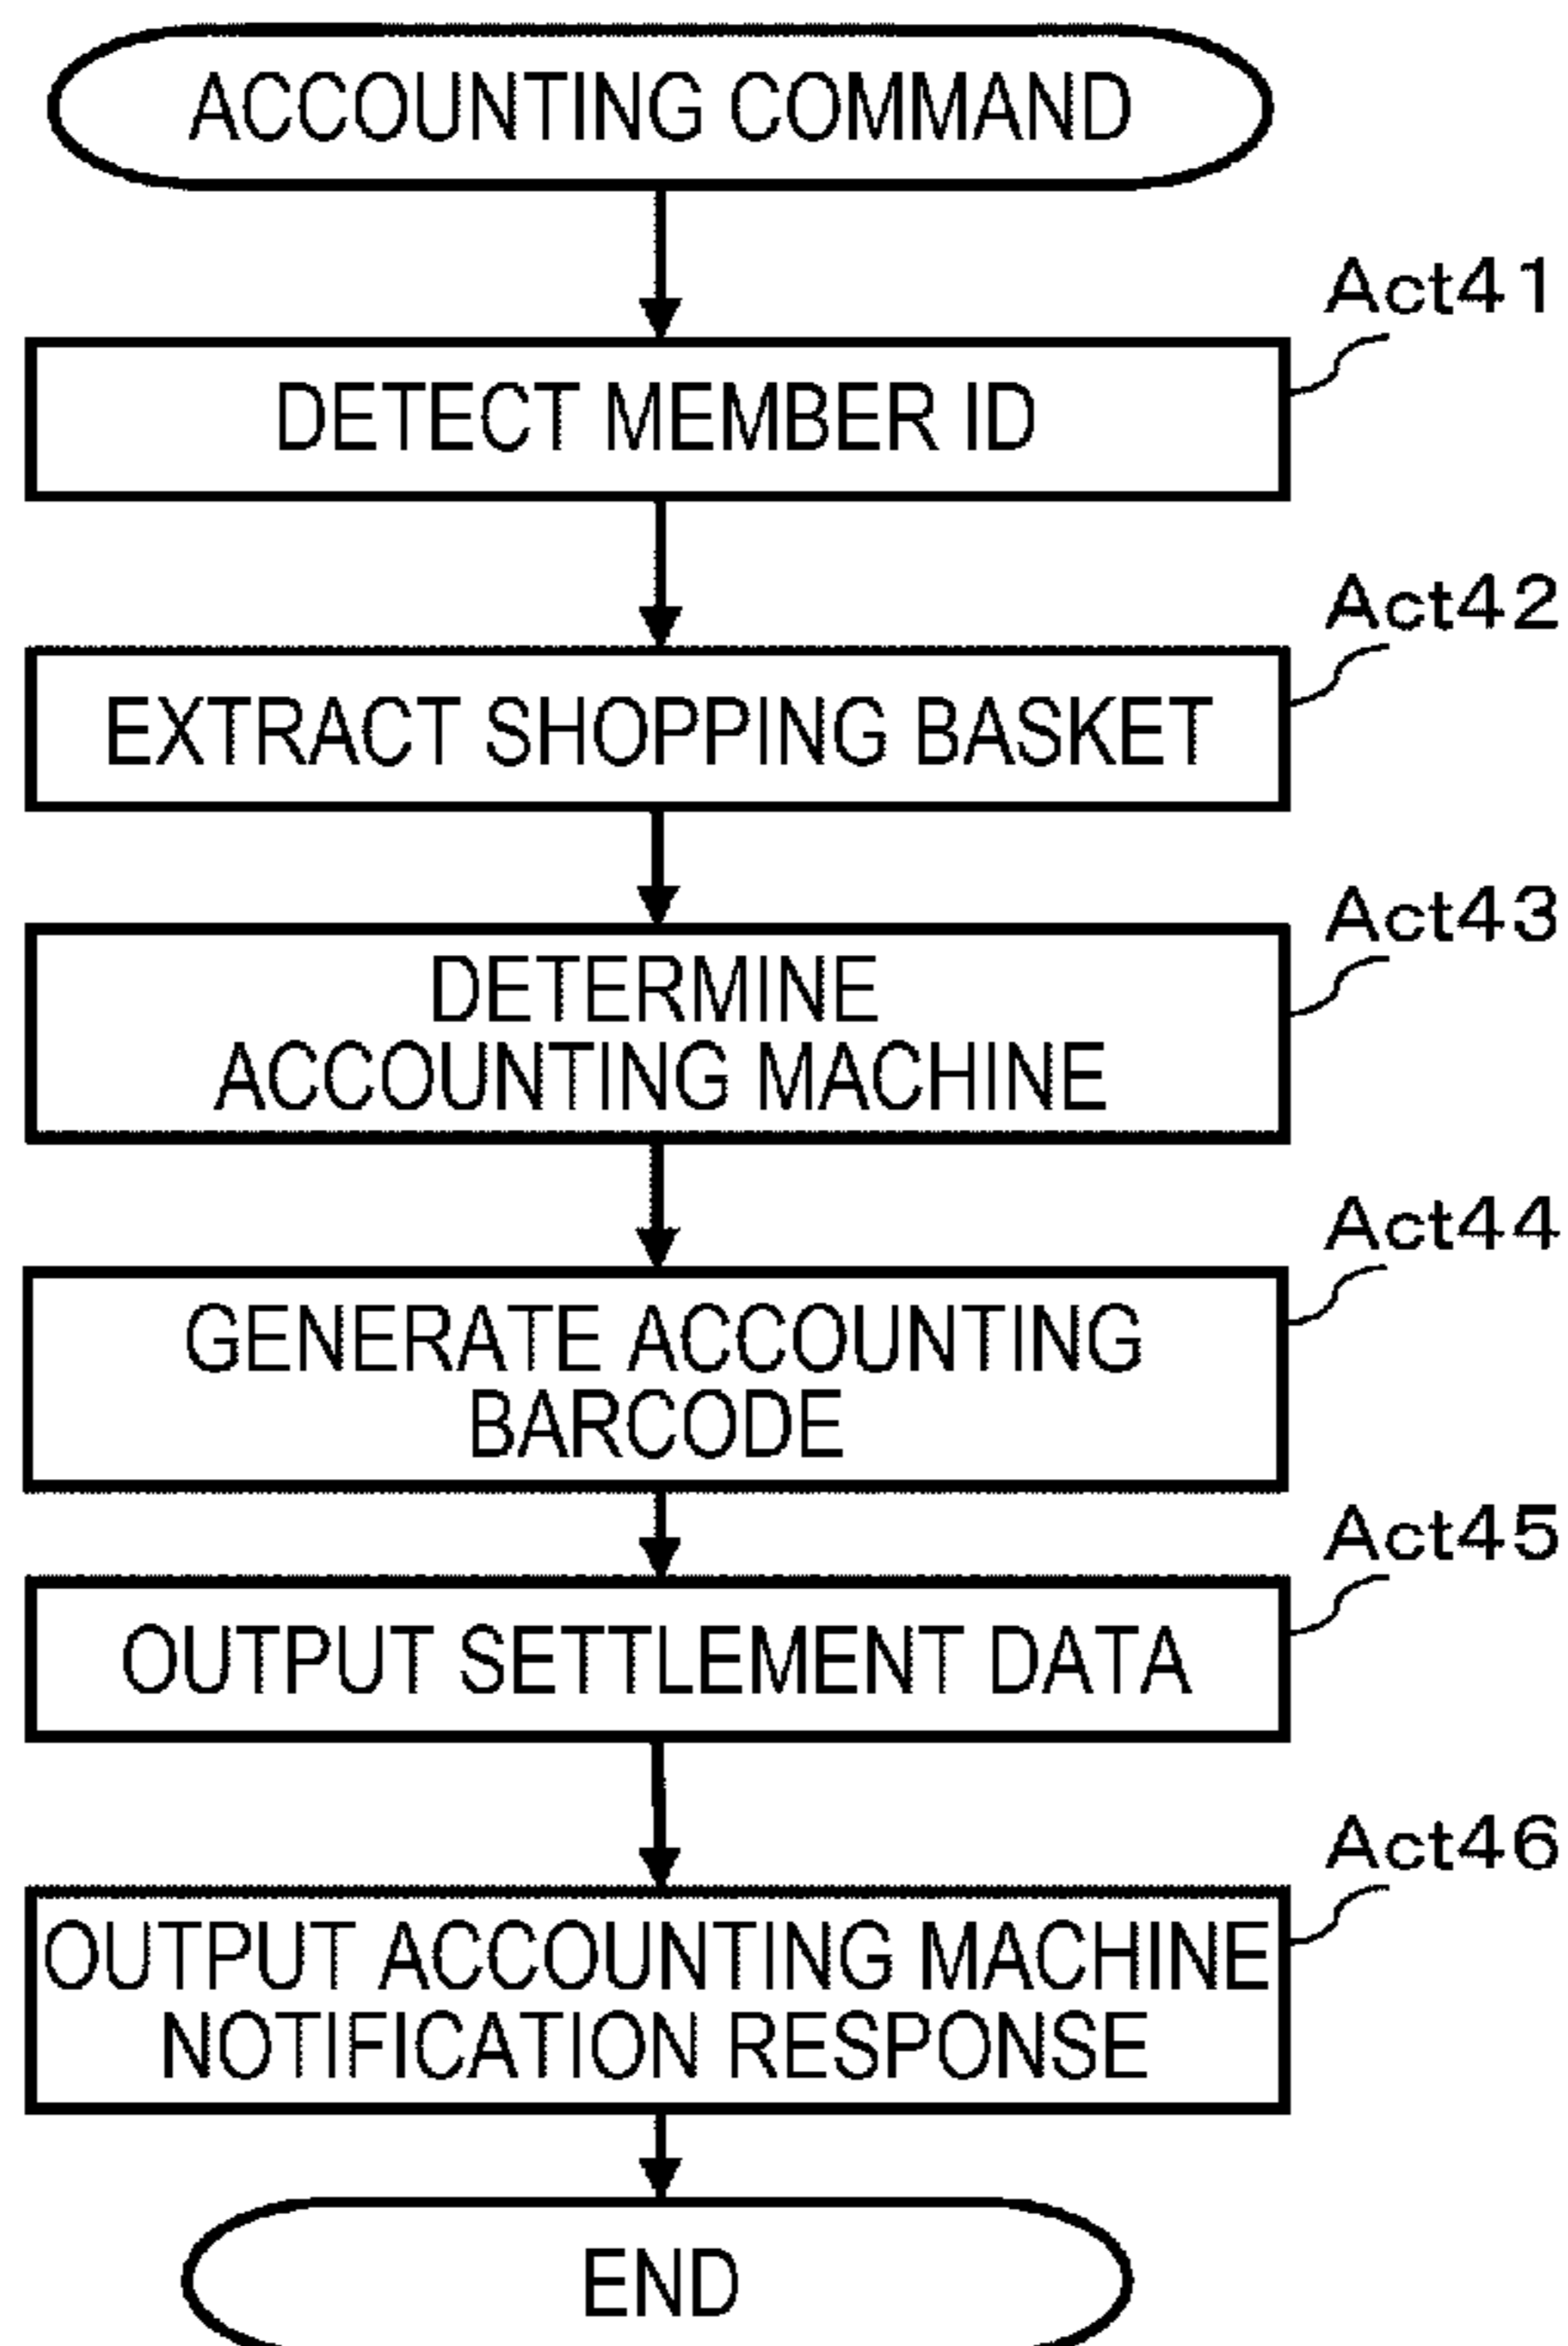 ACCOUNTING COMMAND
Act41
DETECT MEMBER ID
Act42
EXTRACT SHOPPING BASKET
Act43
DETERMINE
ACCOUNTING MACHINE
Act44
GENERATE ACCOUNTING
BARCODE
Act45
OUTPUT SETTLEMENT DATA
Act46
OUTPUT ACCOUNTING MACHINE
NOTIFICATION RESPONSE
END